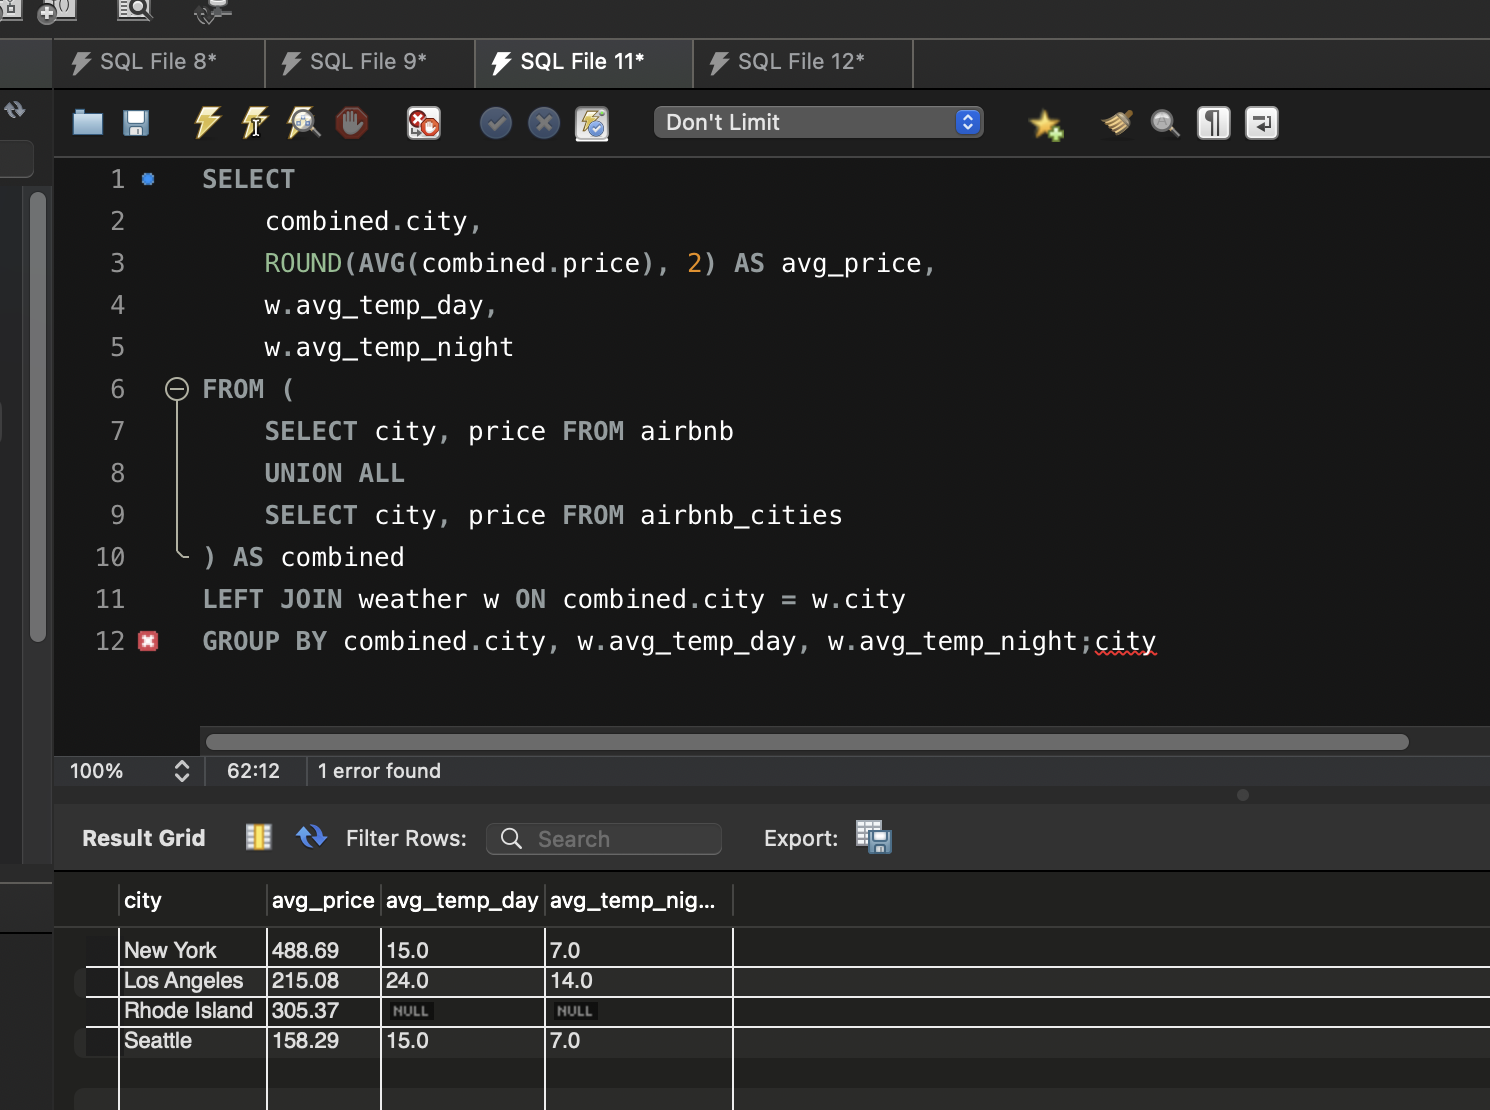 SQL File 8*
SQL File 9*
SQL File 11*
SQL File 12*
Don't Limit
1 SELECT
2 combined.city,
3 ROUND(AVG(combined.price), 2) AS avg_price,
4 w.avg_temp_day,
5 w.avg_temp_night
6 FROM (
7 SELECT city, price FROM airbnb
8 UNION ALL
9 SELECT city, price FROM airbnb_cities
10 ) AS combined
11 LEFT JOIN weather w ON combined.city = w.city
12 GROUP BY combined.city, w.avg_temp_day, w.avg_temp_night;city
100% 62:12 1 error found
Result Grid Filter Rows: Search Export:
city avg_price avg_temp_day avg_temp_nig...
New York 488.69 15.0 7.0
Los Angeles 215.08 24.0 14.0
Rhode Island 305.37 NULL NULL
Seattle 158.29 15.0 7.0